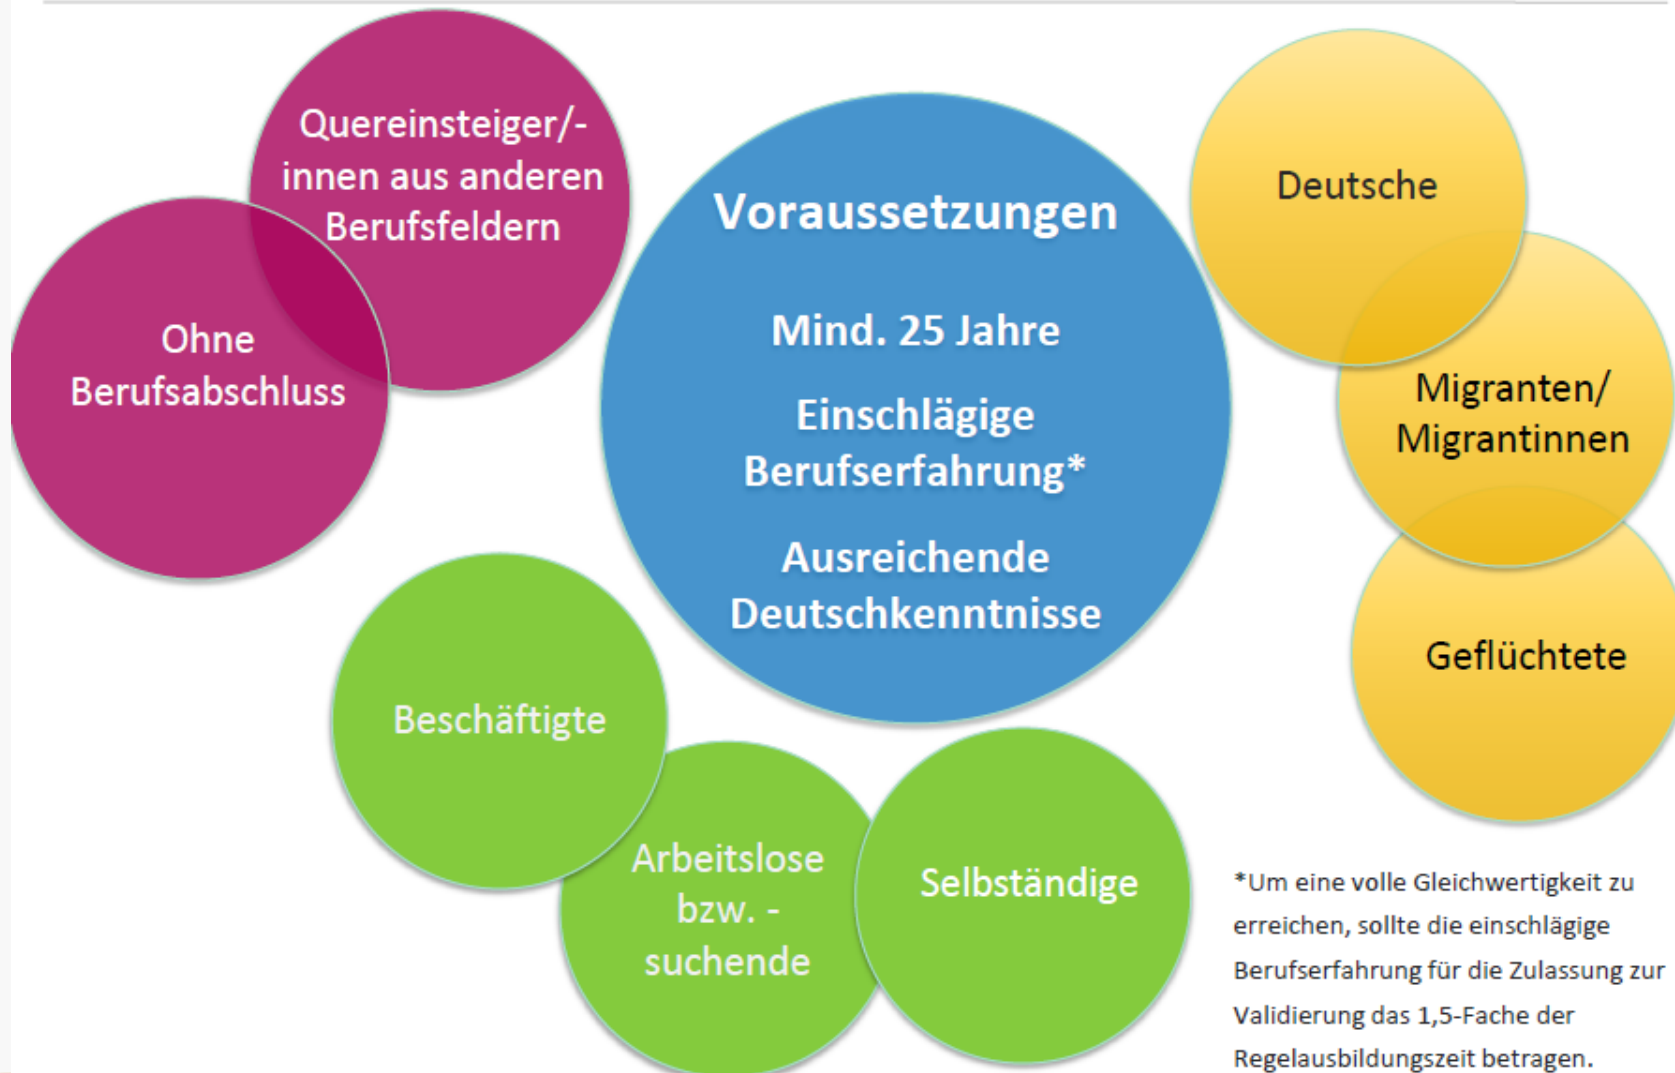 Quereinsteiger/-
innen aus anderen
Berufsfeldern
Ohne
Berufsabschluss
Voraussetzungen
Mind. 25 Jahre
Einschlägige
Berufserfahrung*
Ausreichende
Deutschkenntnisse
Deutsche
Migranten/
Migrantinnen
Geflüchtete
Beschäftigte
Arbeitslose
bzw. -
suchende
Selbständige
*Um eine volle Gleichwertigkeit zu
erreichen, sollte die einschlägige
Berufserfahrung für die Zulassung zur
Validierung das 1,5-Fache der
Regelausbildungszeit betragen.